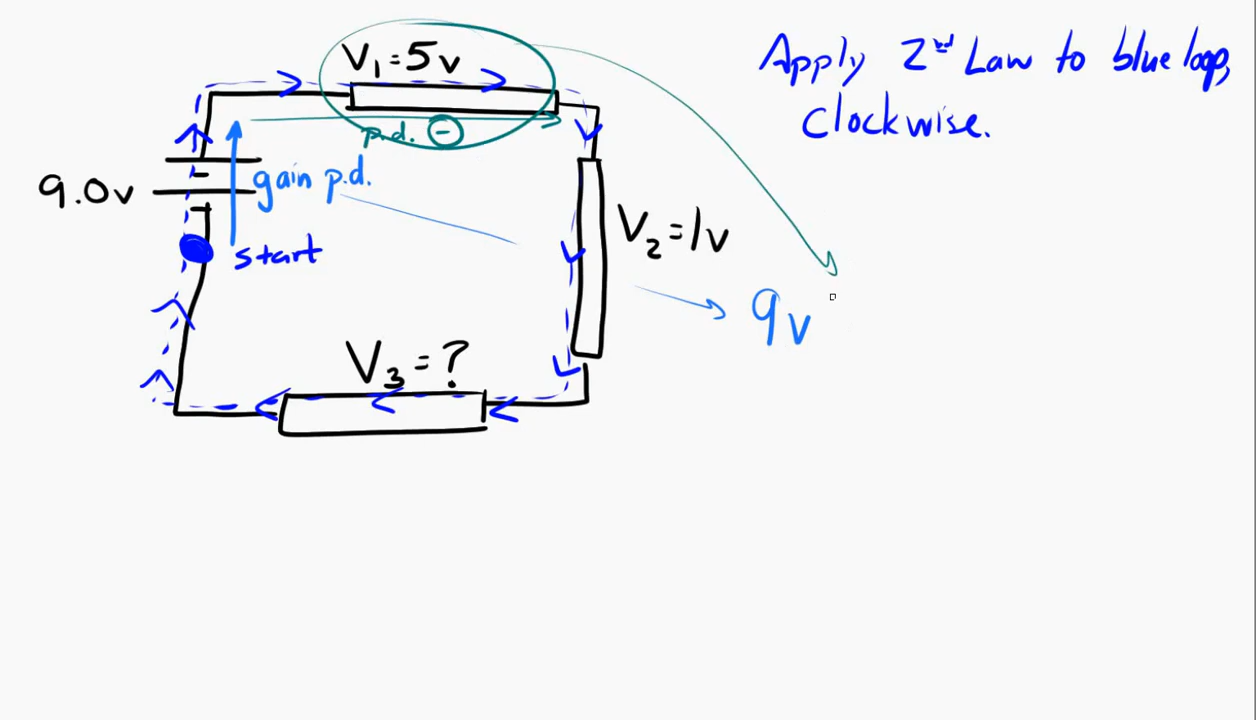 V₁=5v
Apply 2nd Law to blue loop,
clockwise.
p.d. -
9.0v
gain p.d.
start
V₂=1v
9v
V₃=?